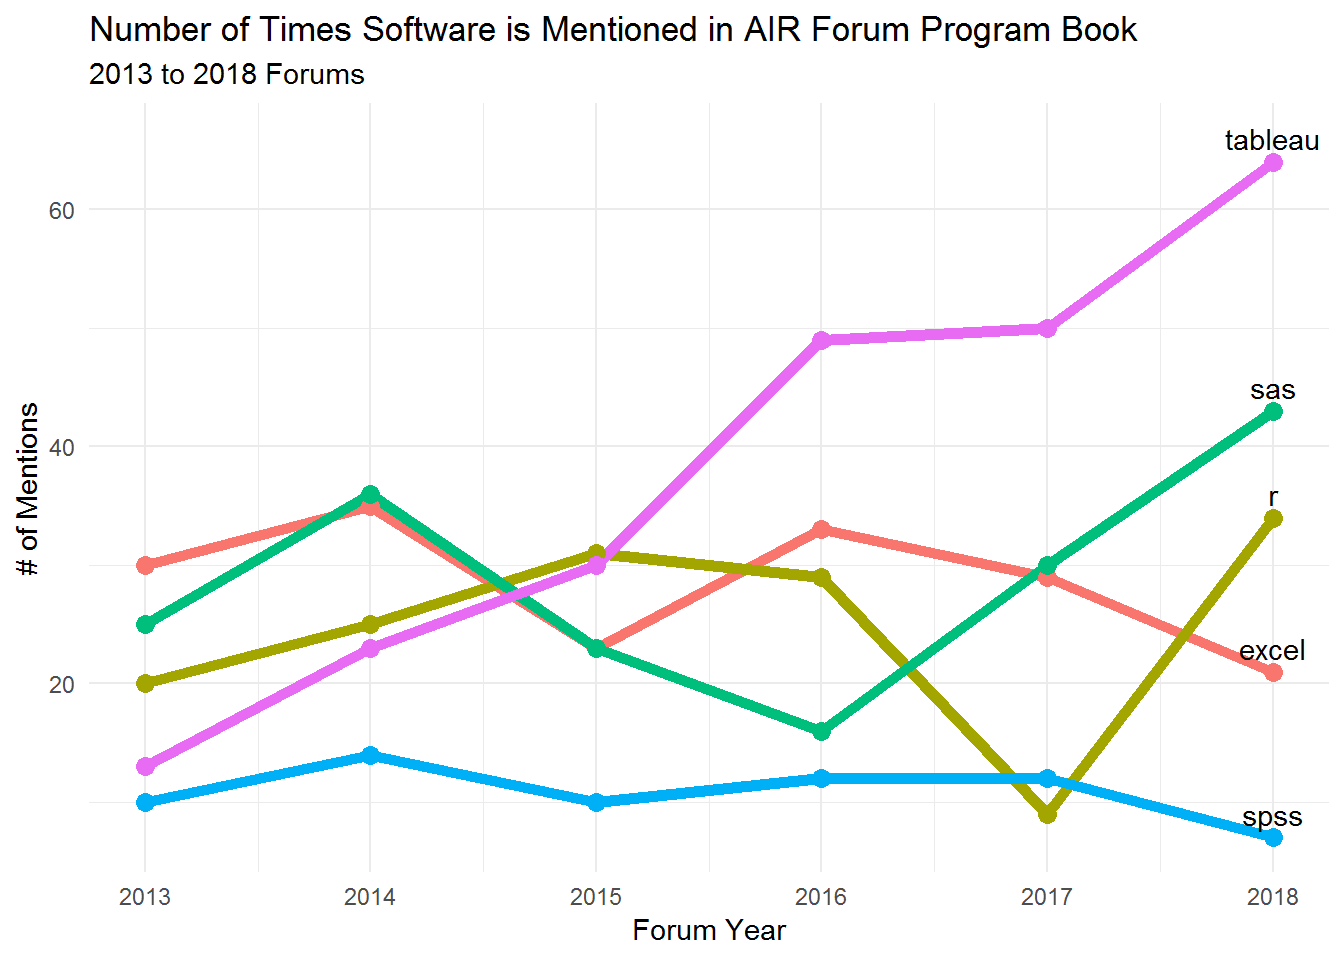 Number of Times Software is Mentioned in AIR Forum Program Book
2013 to 2018 Forums
tableau
60
sas
# of Mentions
40
r
excel
20
spss
2013 2014 2015 2016 2017 2018
Forum Year